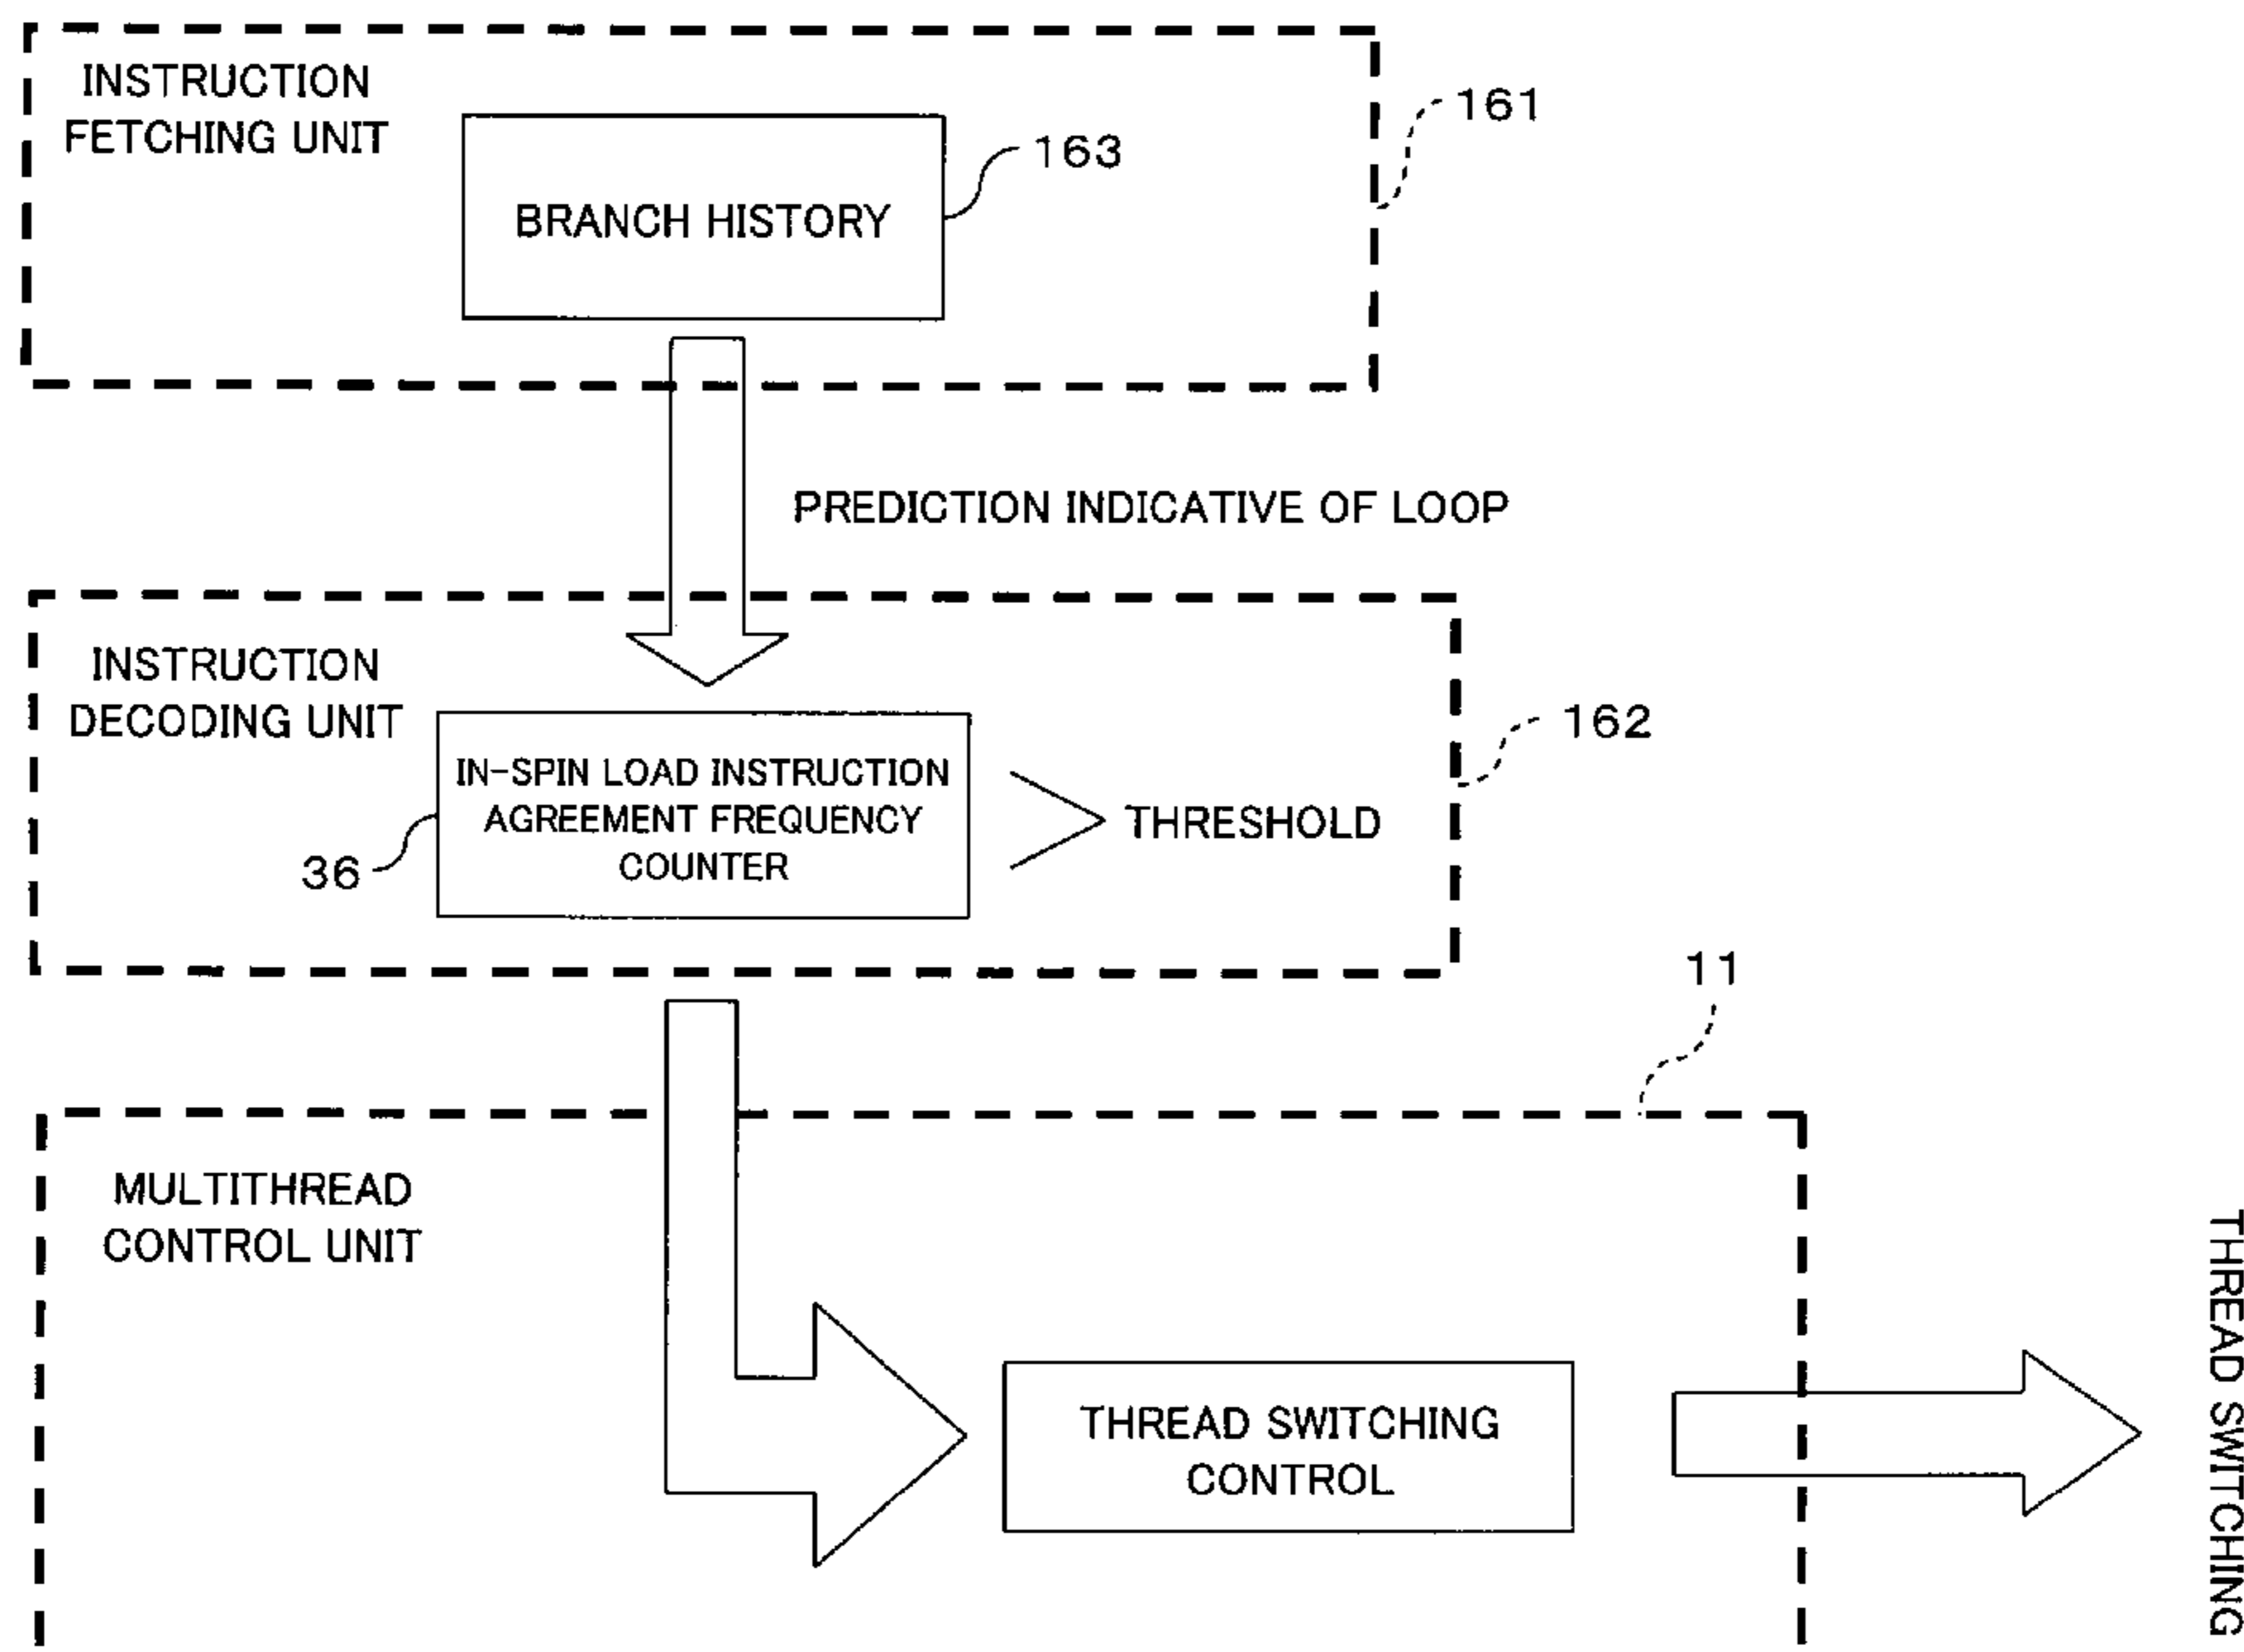 INSTRUCTION
FETCHING UNIT
161
163
BRANCH HISTORY
PREDICTION INDICATIVE OF LOOP
INSTRUCTION
DECODING UNIT
162
IN-SPIN LOAD INSTRUCTION
AGREEMENT FREQUENCY
COUNTER
> THRESHOLD
36
11
MULTITHREAD
CONTROL UNIT
THREAD SWITCHING
CONTROL
THREAD SWITCHING